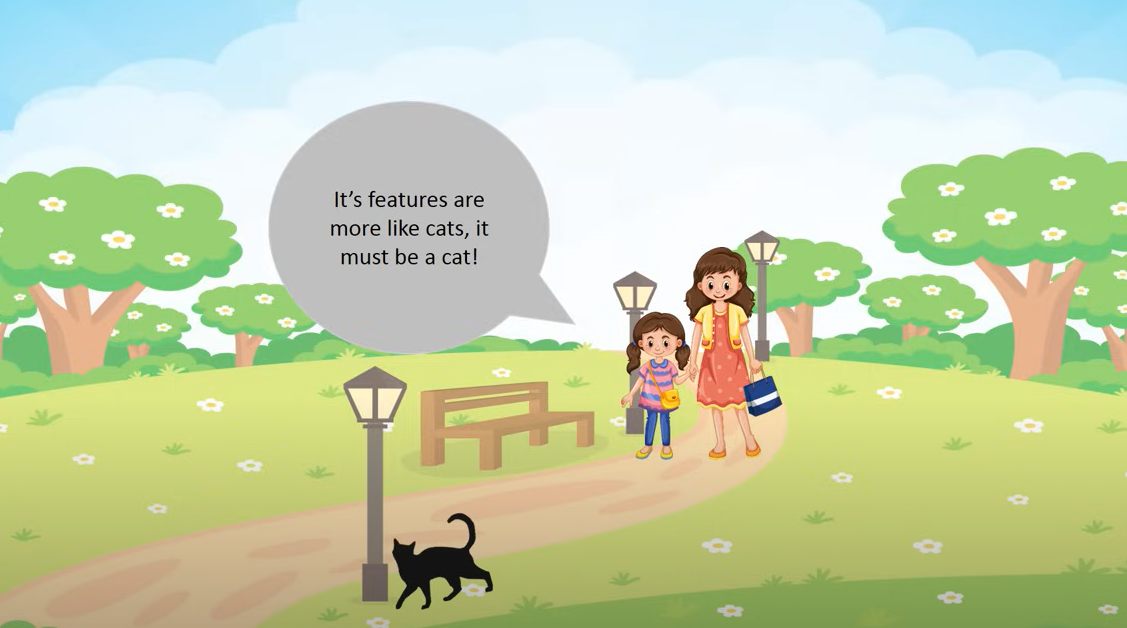 It’s features are
more like cats, it
must be a cat!